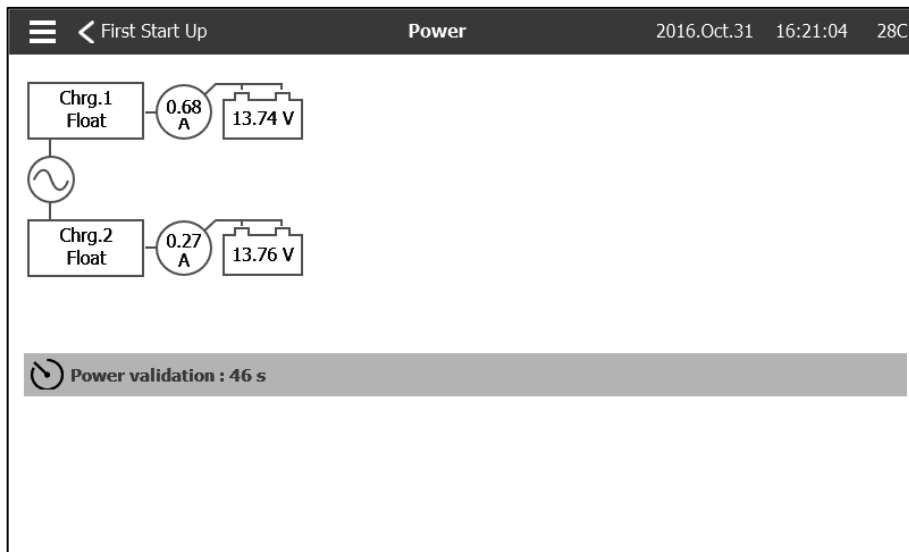 First Start Up Power 2016.Oct.31 16:21:04 28C
Chrg.1
Float
0.68
A
13.74 V
Chrg.2
Float
0.27
A
13.76 V
Power validation : 46 s